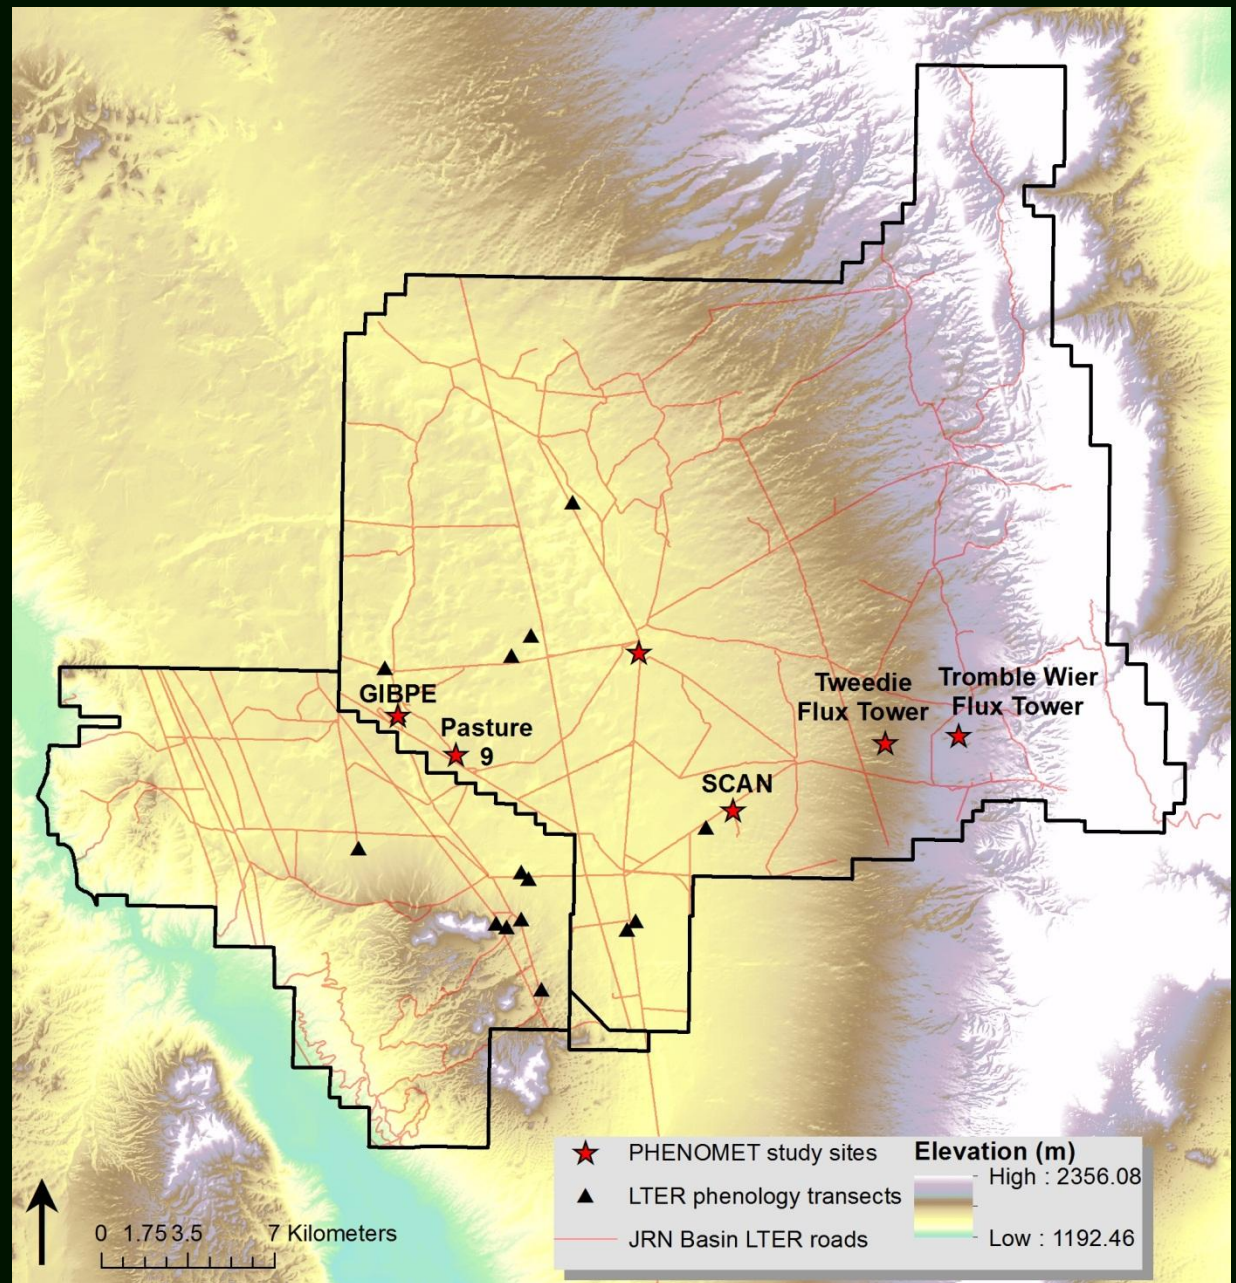 GIBPE
Pasture
9
Tweedie
Flux Tower
Tromble Wier
Flux Tower
SCAN
PHENOMET study sites
LTER phenology transects
JRN Basin LTER roads
Elevation (m)
High : 2356.08
Low : 1192.46
0 1.75 3.5 7 Kilometers